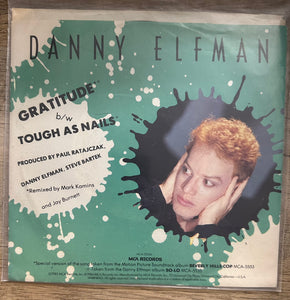 DANNY ELFMAN
GRATITUDE*
b/w
TOUGH AS NAILS
PRODUCED BY PAUL RATAJCZAK,
DANNY ELFMAN, STEVE BARTEK
*Remixed by Mark Kamins
and Jay Burnett
MCA RECORDS
*Special version of the song taken from the Motion Picture Soundtrack album BEVERLY HILLS COP MCA-5553
Taken from the Danny Elfman album SO-LO MCA-